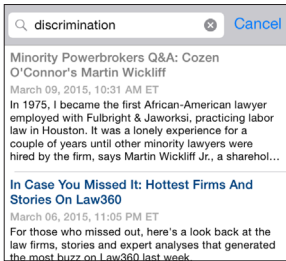 discrimination
Cancel
Minority Powerbrokers Q&A: Cozen
O'Connor's Martin Wickliff
March 09, 2015, 10:31 AM ET
In 1975, I became the first African-American lawyer
employed with Fulbright & Jaworksi, practicing labor
law in Houston. It was a lonely experience for a
couple of years until other minority lawyers were
hired by the firm, says Martin Wickliff Jr., a sharehol...
In Case You Missed It: Hottest Firms And
Stories On Law360
March 06, 2015, 11:05 PM ET
For those who missed out, here's a look back at the
law firms, stories and expert analyses that generated
the most buzz on Law360 last week.